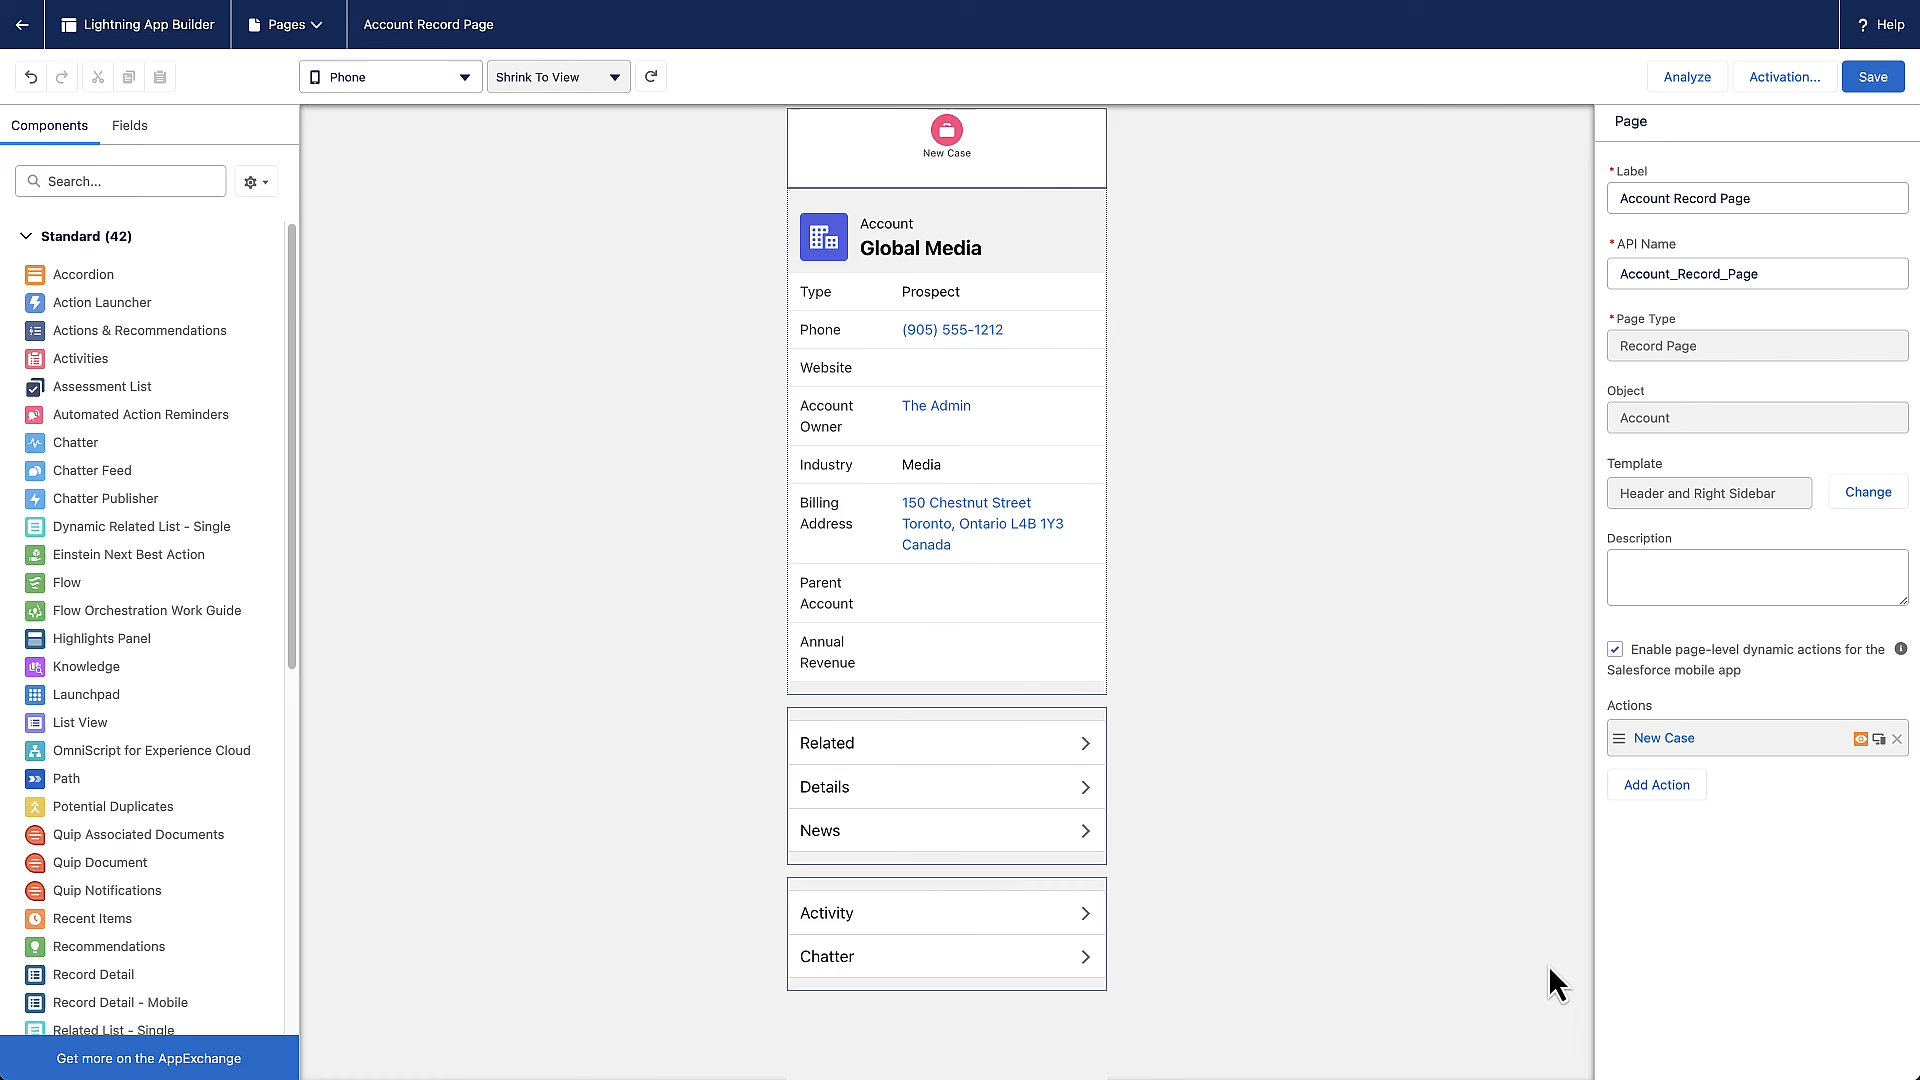 Lightning App Builder
Pages
Account Record Page
? Help
Phone
Shrink To View
Analyze
Activation...
Save
Components
Fields
Search...
Standard (42)
Accordion
Action Launcher
Actions & Recommendations
Activities
Assessment List
Automated Action Reminders
Chatter
Chatter Feed
Chatter Publisher
Dynamic Related List - Single
Einstein Next Best Action
Flow
Flow Orchestration Work Guide
Highlights Panel
Knowledge
Launchpad
List View
OmniScript for Experience Cloud
Path
Potential Duplicates
Quip Associated Documents
Quip Document
Quip Notifications
Recent Items
Recommendations
Record Detail
Record Detail - Mobile
Related List - Single
Get more on the AppExchange
New Case
Account
Global Media
Type
Prospect
Phone
(905) 555-1212
Website
Account
Owner
The Admin
Industry
Media
Billing
Address
150 Chestnut Street
Toronto, Ontario L4B 1Y3
Canada
Parent
Account
Annual
Revenue
Related
Details
News
Activity
Chatter
Page
*Label
Account Record Page
*API Name
Account_Record_Page
*Page Type
Record Page
Object
Account
Template
Header and Right Sidebar
Change
Description
Enable page-level dynamic actions for the
Salesforce mobile app
Actions
New Case
Add Action